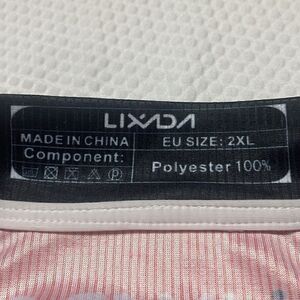 LIXADA
MADE IN CHINA EU SIZE: 2XL
Component: Polyester 100%